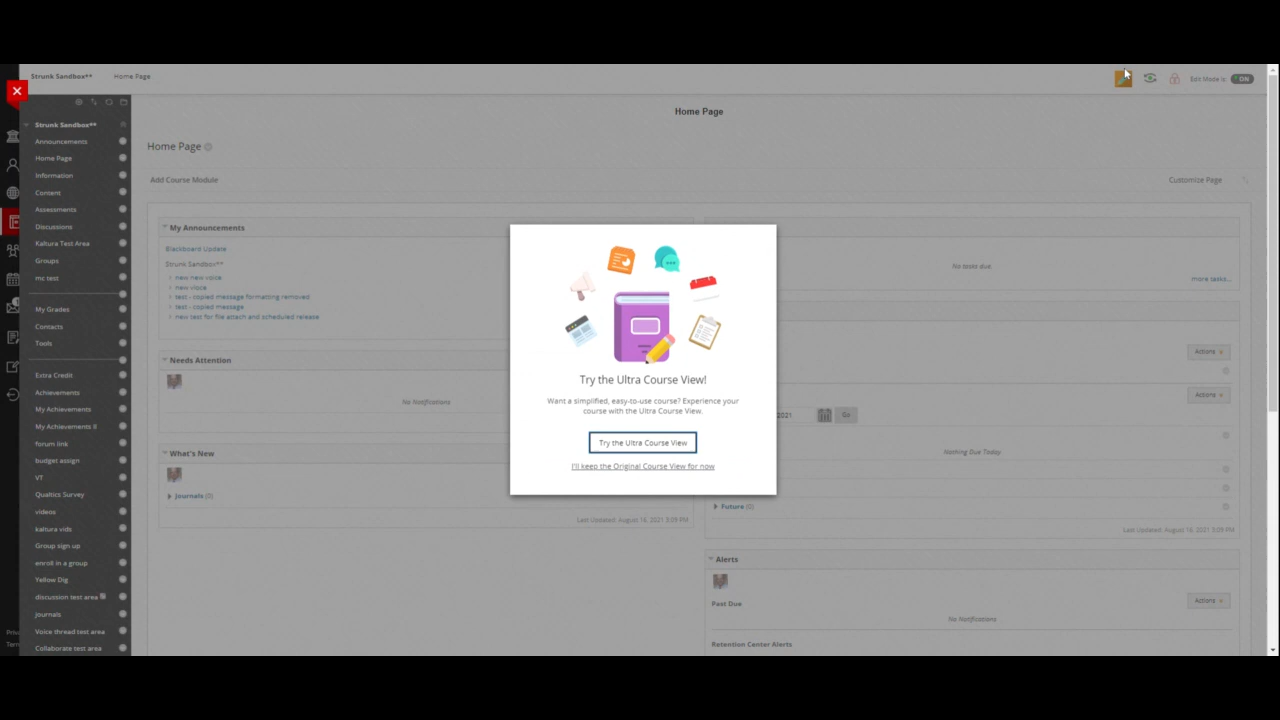 Strunk Sandbox** Home Page
Edit Mode is: ON
Home Page
Strunk Sandbox**
Announcements
Home Page
Information
Content
Assessments
Discussions
Kaltura Test Area
Groups
mc test
My Grades
Contacts
Tools
Extra Credit
Achievements
My Achievements
My Achievements II
forum link
budget assign
VT
Qualtics Survey
videos
kaltura vids
Group sign up
enroll in a group
Yellow Dig
discussion test area
journals
Voice thread test area
Collaborate test area
Home Page
Add Course Module
Customize Page
My Announcements
Blackboard Update
Strunk Sandbox**
new new voice
new vioce
test - copied message formatting removed
test - copied message
new test for file attach and scheduled release
Needs Attention
No Notifications
What's New
Journals (0)
Last Updated: August 16, 2021 3:09 PM
Try the Ultra Course View!
Want a simplified, easy-to-use course? Experience your
course with the Ultra Course View.
Try the Ultra Course View
I'll keep the Original Course View for now
No tasks due.
more tasks...
Actions
Actions
2021 Go
Nothing Due Today
Future (0)
Last Updated: August 16, 2021 3:09 PM
Alerts
Past Due
Actions
No Notifications
Retention Center Alerts